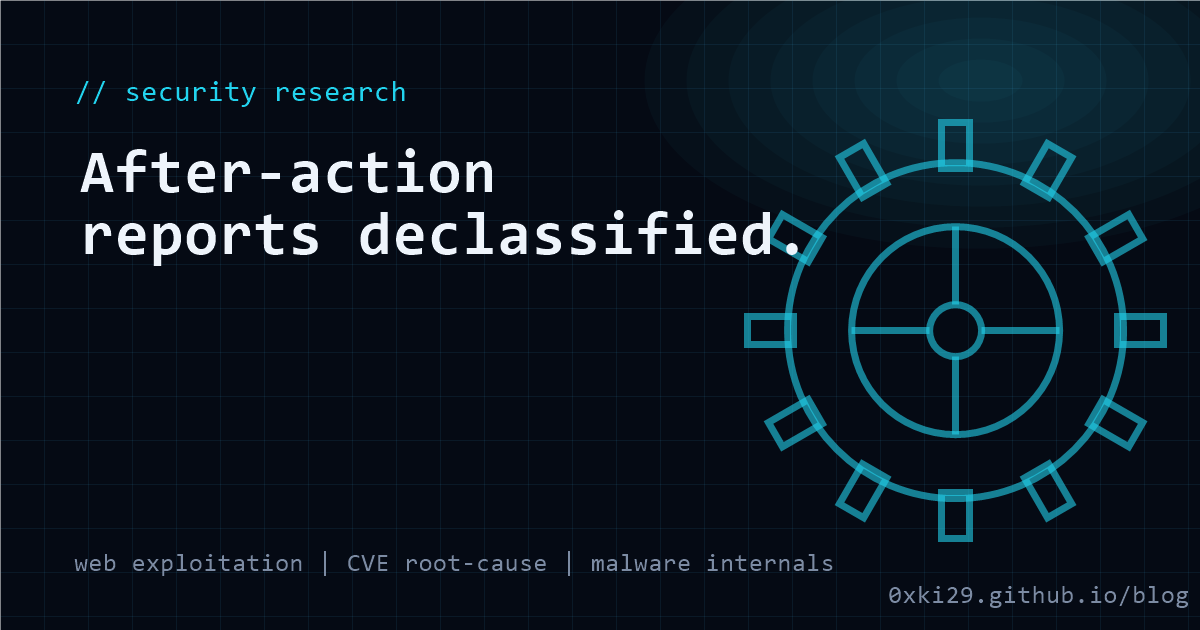 // security research
After-action
reports declassified.
web exploitation | CVE root-cause | malware internals
0xki29.github.io/blog